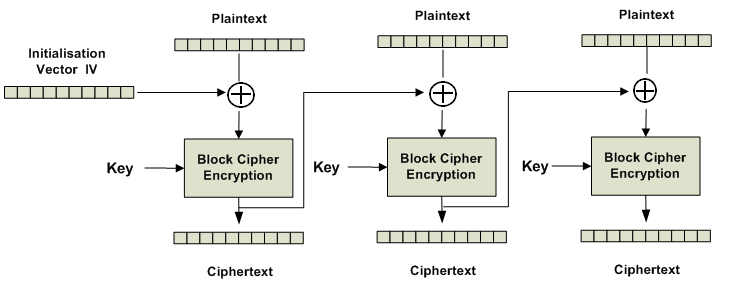 Plaintext
Plaintext
Plaintext
Initialisation
Vector IV
Key
Block Cipher
Encryption
Key
Block Cipher
Encryption
Key
Block Cipher
Encryption
Ciphertext
Ciphertext
Ciphertext